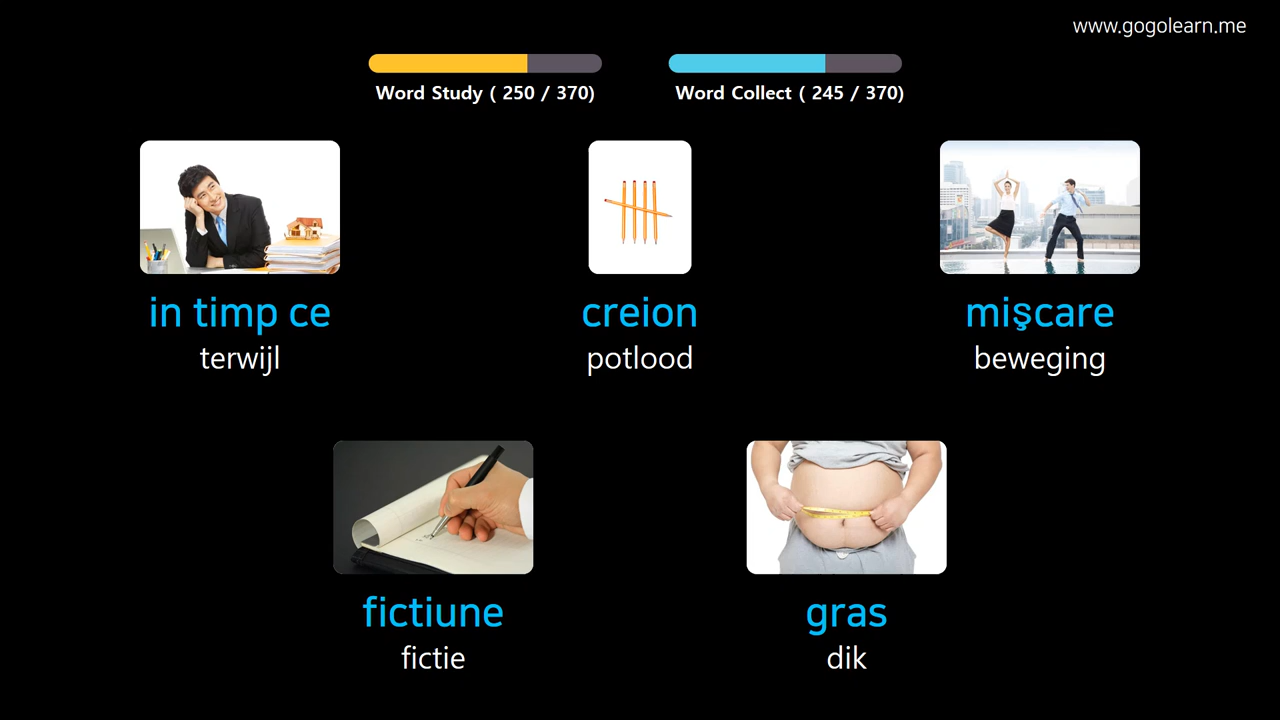 www.gogolearn.me
Word Study ( 250 / 370)
Word Collect ( 245 / 370)
in timp ce
terwijl
creion
potlood
mişcare
beweging
fictiune
fictie
gras
dik